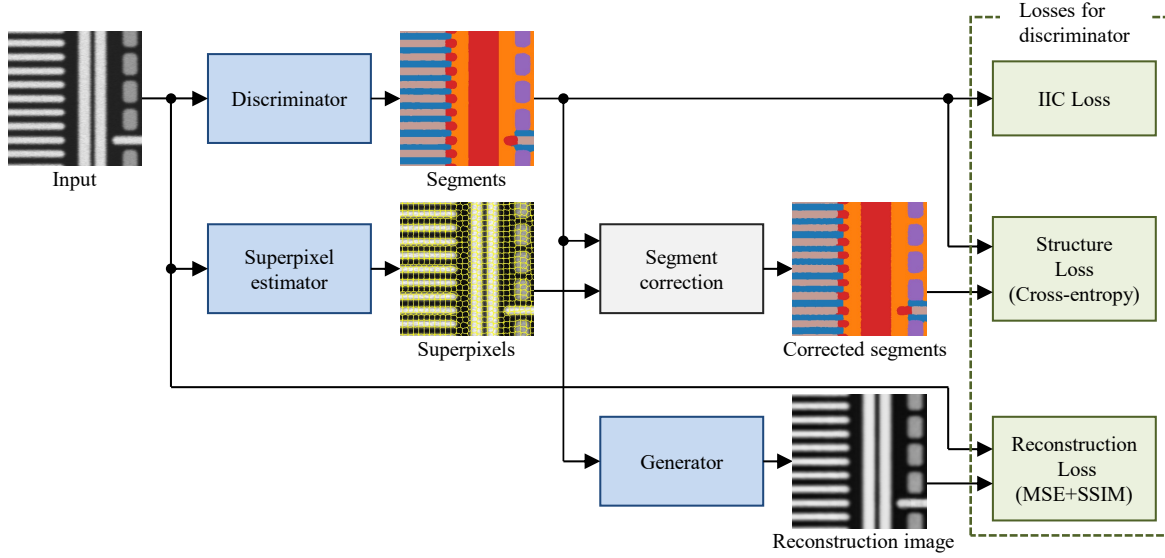 Losses for
discriminator
Input
Discriminator
Segments
IIC Loss
Superpixel
estimator
Superpixels
Segment
correction
Corrected segments
Structure
Loss
(Cross-entropy)
Generator
Reconstruction image
Reconstruction
Loss
(MSE+SSIM)